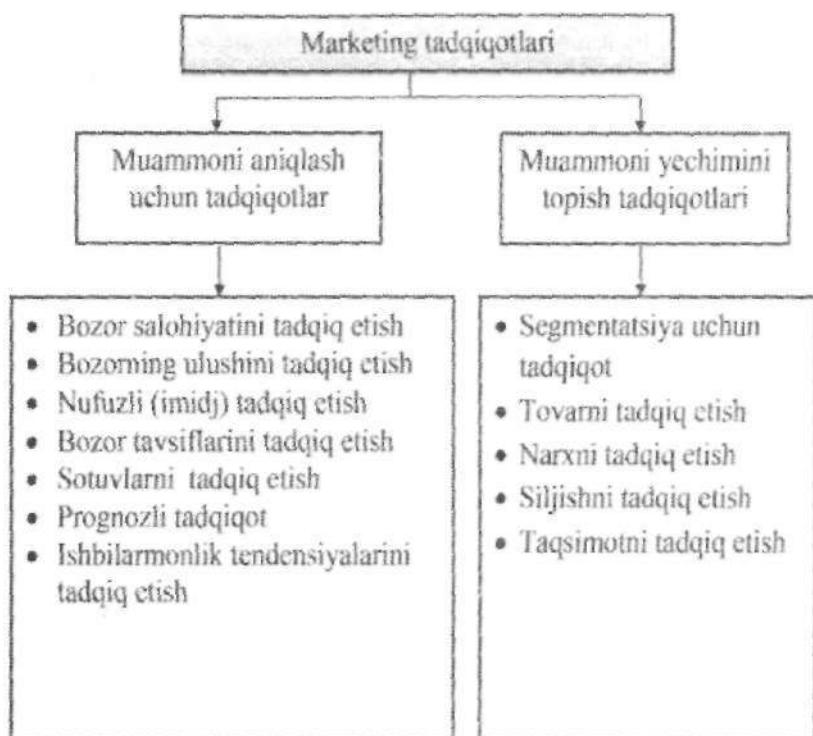 Marketing tadqiqotlari
Muammoni aniqlash
uchun tadqiqotlar
Muammoni yechimini
topish tadqiqotlari
• Bozor salohiyatini tadqiq etish
• Bozorning ulushini tadqiq etish
• Nufuzli (imidj) tadqiq etish
• Bozor tavsiflarini tadqiq etish
• Sotuvlarni tadqiq etish
• Prognozli tadqiqot
• Ishbilarmonlik tendensiyalarini
tadqiq etish
• Segmentatsiya uchun
tadqiqot
• Tovarni tadqiq etish
• Narxni tadqiq etish
• Siljishni tadqiq etish
• Taqsimotni tadqiq etish